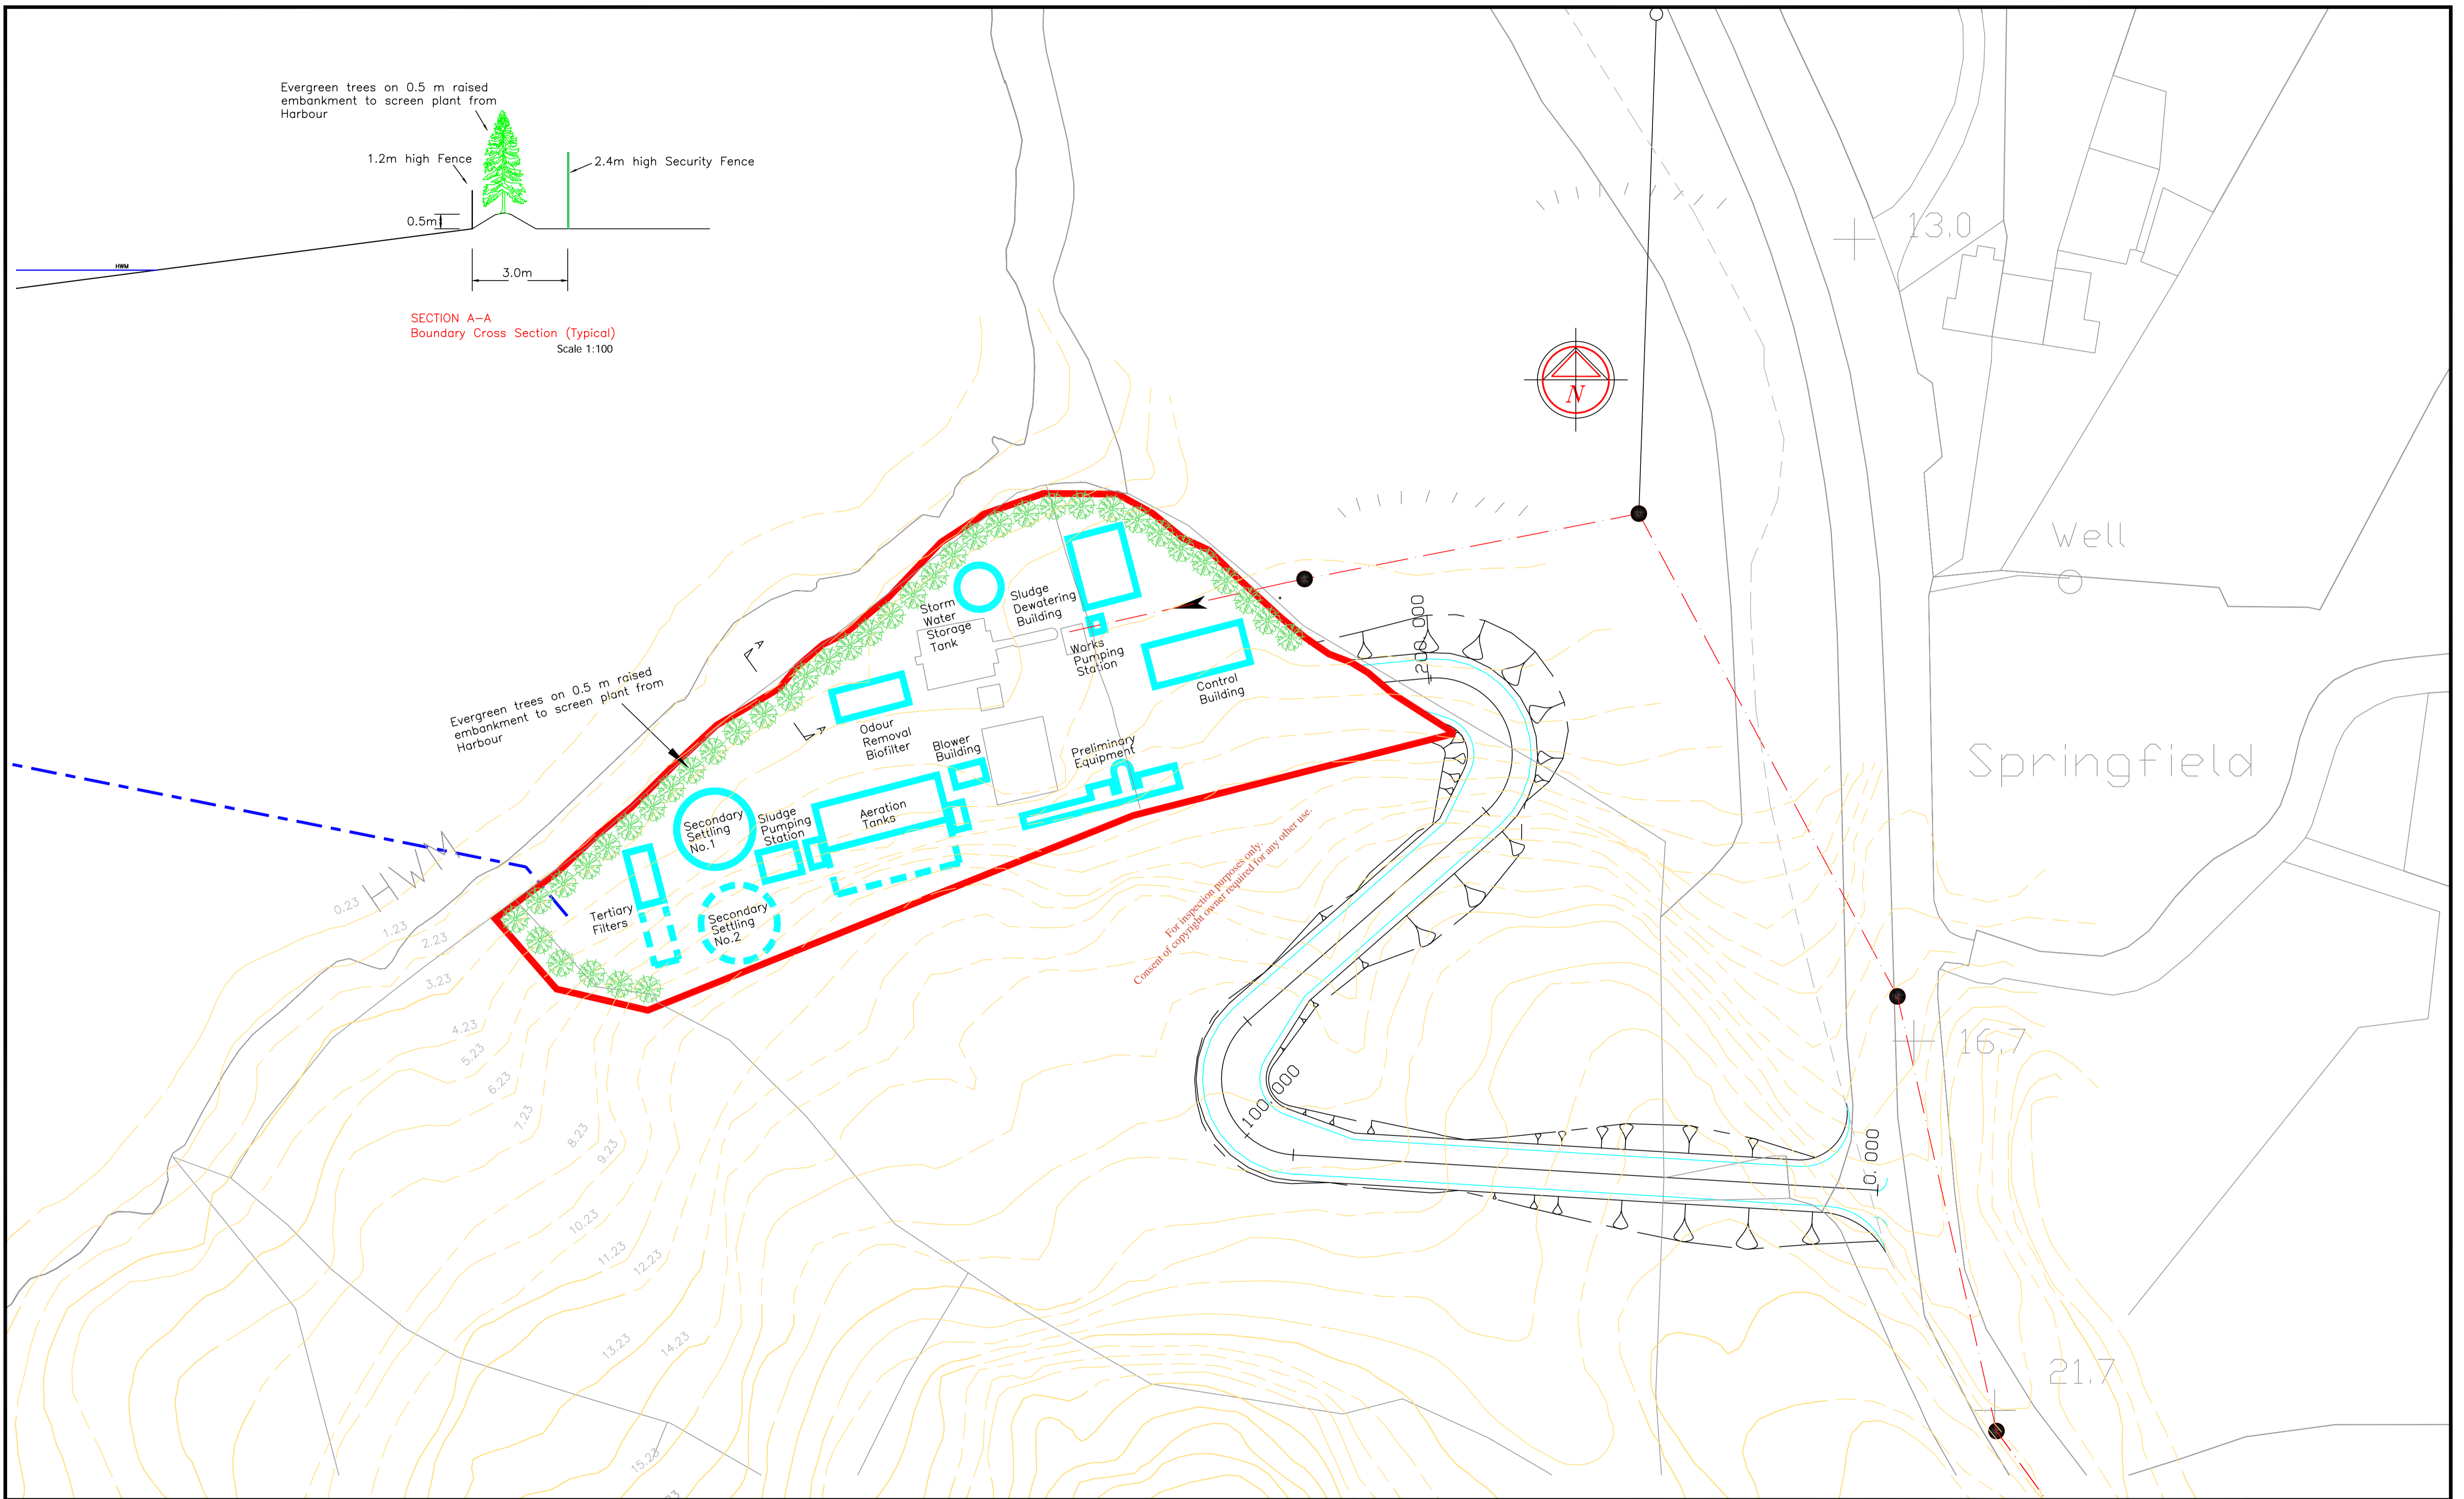 Evergreen trees on 0.5 m raised
embankment to screen plant from
Harbour
1.2m high Fence
2.4m high Security Fence
0.5m
3.0m
HWM
SECTION A–A
Boundary Cross Section (Typical)
Scale 1:100
N
13.0
Well
Springfield
16.7
21.7
Storm
Water
Storage
Tank
Sludge
Dewatering
Building
Works
Pumping
Station
Control
Building
A
A
Evergreen trees on 0.5 m raised
embankment to screen plant from
Harbour
Odour
Removal
Biofilter
Blower
Building
Preliminary
Equipment
Secondary
Settling
No.1
Sludge
Pumping
Station
Aeration
Tanks
Tertiary
Filters
Secondary
Settling
No.2
For inspection purposes only.
Consent of copyright owner required for any other use.
200.000
100.000
0.000
HWM
0.23
1.23
2.23
3.23
4.23
5.23
6.23
7.23
8.23
9.23
10.23
11.23
12.23
13.23
14.23
15.23